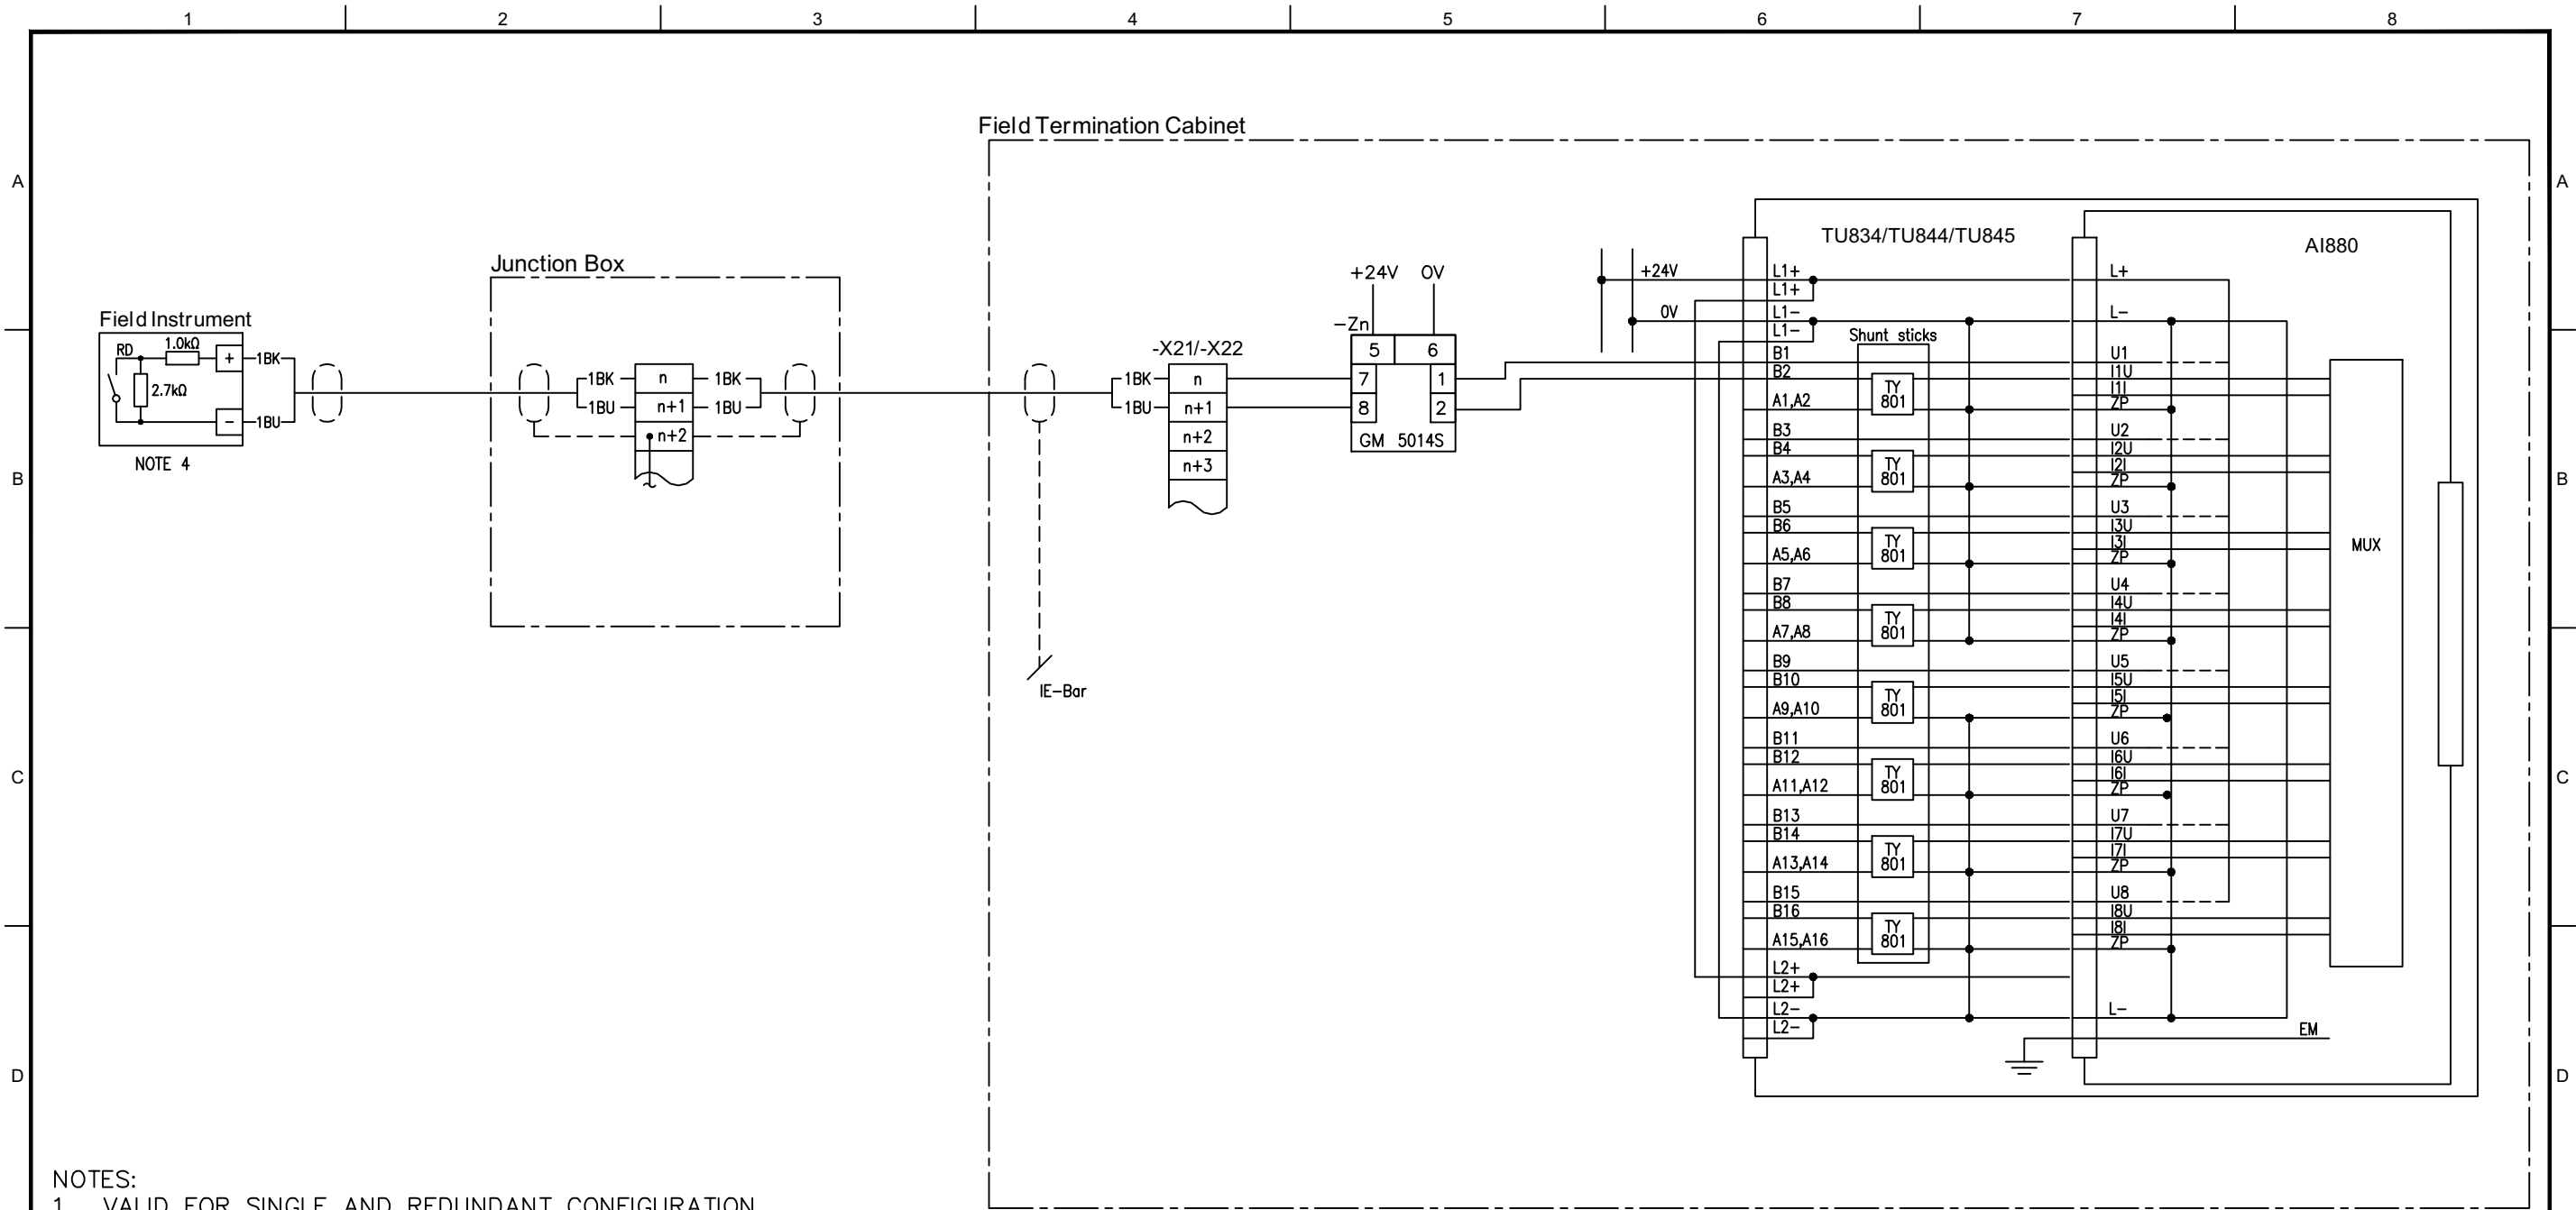 1 2 3 4 5 6 7 8
Field Termination Cabinet
A A
TU834/TU844/TU845
AI880
Junction Box
+24V 0V
+24V
L1+
L1+
L+
Field Instrument
0V
L1-
L1-
L-
-Zn
Shunt sticks
RD 1.0kΩ
+ 1BK
2.7kΩ
- 1BU
NOTE 4
1BK n 1BK
1BU n+1 1BU
n+2
-X21/-X22
1BK n
1BU n+1
n+2
n+3
5 6
7 1
8 2
GM 5014S
B B
IE-Bar
B1 U1
B2 TY 801 I1U
I1I
A1,A2 ZP
B3 U2
B4 TY 801 I2U
I2I
A3,A4 ZP
B5 U3
B6 TY 801 I3U
I3I
A5,A6 ZP
MUX
B7 U4
B8 TY 801 I4U
I4I
A7,A8 ZP
B9 U5
B10 TY 801 I5U
I5I
A9,A10 ZP
B11 U6
B12 TY 801 I6U
I6I
A11,A12 ZP
C C
B13 U7
B14 TY 801 I7U
I7I
A13,A14 ZP
B15 U8
B16 TY 801 I8U
I8I
A15,A16 ZP
L2+
L2+
L2- L-
L2-
EM
D D
NOTES:
1. VALID FOR SINGLE AND REDUNDANT CONFIGURATION